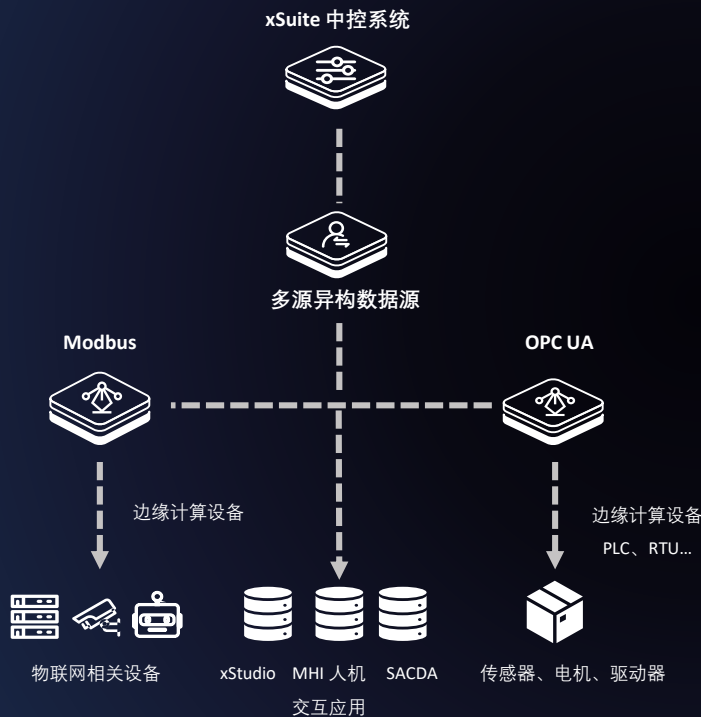 xSuite 中控系统
多源异构数据源
Modbus
OPC UA
边缘计算设备
边缘计算设备
PLC、RTU...
物联网相关设备
xStudio
MHI 人机
交互应用
SACDA
传感器、电机、驱动器